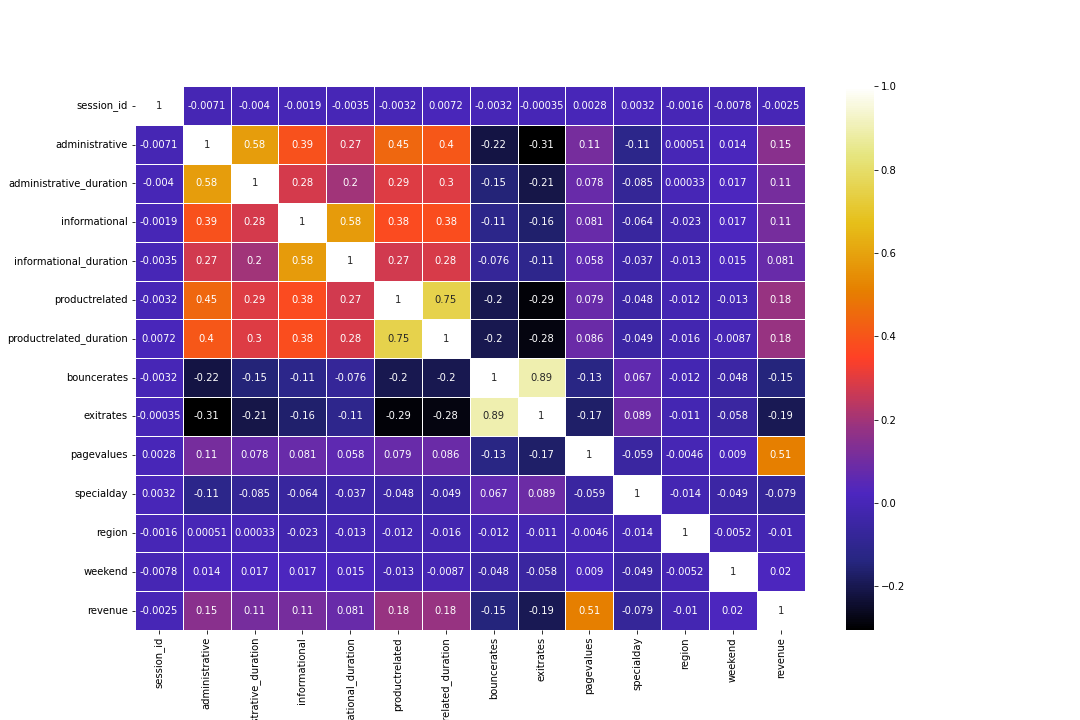 session_id 1 -0.0071 -0.004 -0.0019 -0.0035 -0.0032 0.0072 -0.0032 -0.00035 0.0028 0.0032 -0.0016 -0.0078 -0.0025
administrative -0.0071 1 0.58 0.39 0.27 0.45 0.4 -0.22 -0.31 0.11 -0.11 0.00051 0.014 0.15
administrative_duration -0.004 0.58 1 0.28 0.2 0.29 0.3 -0.15 -0.21 0.078 -0.085 0.00033 0.017 0.11
informational -0.0019 0.39 0.28 1 0.58 0.38 0.38 -0.11 -0.16 0.081 -0.064 -0.023 0.017 0.11
informational_duration -0.0035 0.27 0.2 0.58 1 0.27 0.28 -0.076 -0.11 0.058 -0.037 -0.013 0.015 0.081
productrelated -0.0032 0.45 0.29 0.38 0.27 1 0.75 -0.2 -0.29 0.079 -0.048 -0.012 -0.013 0.18
productrelated_duration 0.0072 0.4 0.3 0.38 0.28 0.75 1 -0.2 -0.28 0.086 -0.049 -0.016 -0.0087 0.18
bouncerates -0.0032 -0.22 -0.15 -0.11 -0.076 -0.2 -0.2 1 0.89 -0.13 0.067 -0.012 -0.048 -0.15
exitrates -0.00035 -0.31 -0.21 -0.16 -0.11 -0.29 -0.28 0.89 1 -0.17 0.089 -0.011 -0.058 -0.19
pagevalues 0.0028 0.11 0.078 0.081 0.058 0.079 0.086 -0.13 -0.17 1 -0.059 -0.0046 0.009 0.51
specialday 0.0032 -0.11 -0.085 -0.064 -0.037 -0.048 -0.049 0.067 0.089 -0.059 1 -0.014 -0.049 -0.079
region -0.0016 0.00051 0.00033 -0.023 -0.013 -0.012 -0.016 -0.012 -0.011 -0.0046 -0.014 1 -0.0052 -0.01
weekend -0.0078 0.014 0.017 0.017 0.015 -0.013 -0.0087 -0.048 -0.058 0.009 -0.049 -0.0052 1 0.02
revenue -0.0025 0.15 0.11 0.11 0.081 0.18 0.18 -0.15 -0.19 0.51 -0.079 -0.01 0.02 1
session_id
administrative
strative_duration
informational
ational_duration
productrelated
related_duration
bouncerates
exitrates
pagevalues
specialday
region
weekend
revenue
1.0
0.8
0.6
0.4
0.2
0.0
−0.2